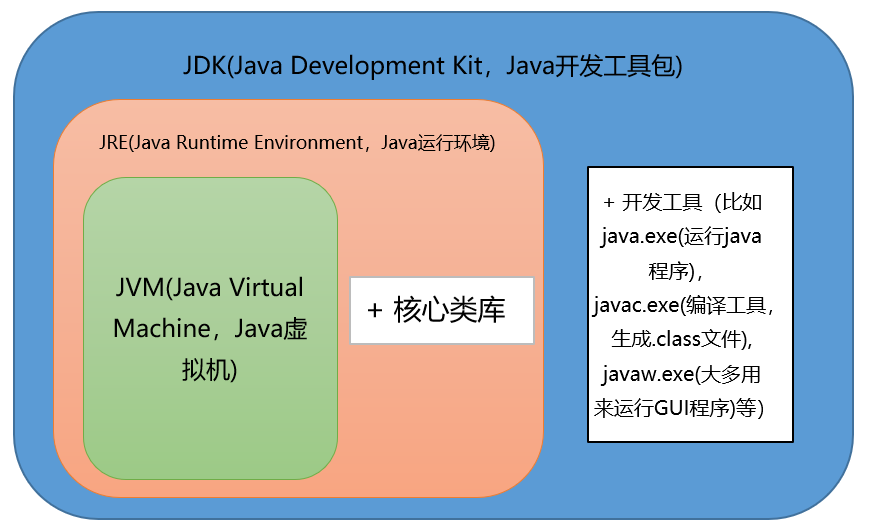 JDK(Java Development Kit，Java开发工具包)
JRE(Java Runtime Environment，Java运行环境)
JVM(Java Virtual
Machine，Java虚
拟机)
+ 核心类库
+ 开发工具（比如
java.exe(运行java
程序)，
javac.exe(编译工具，
生成.class文件),
javaw.exe(大多用
来运行GUI程序)等）